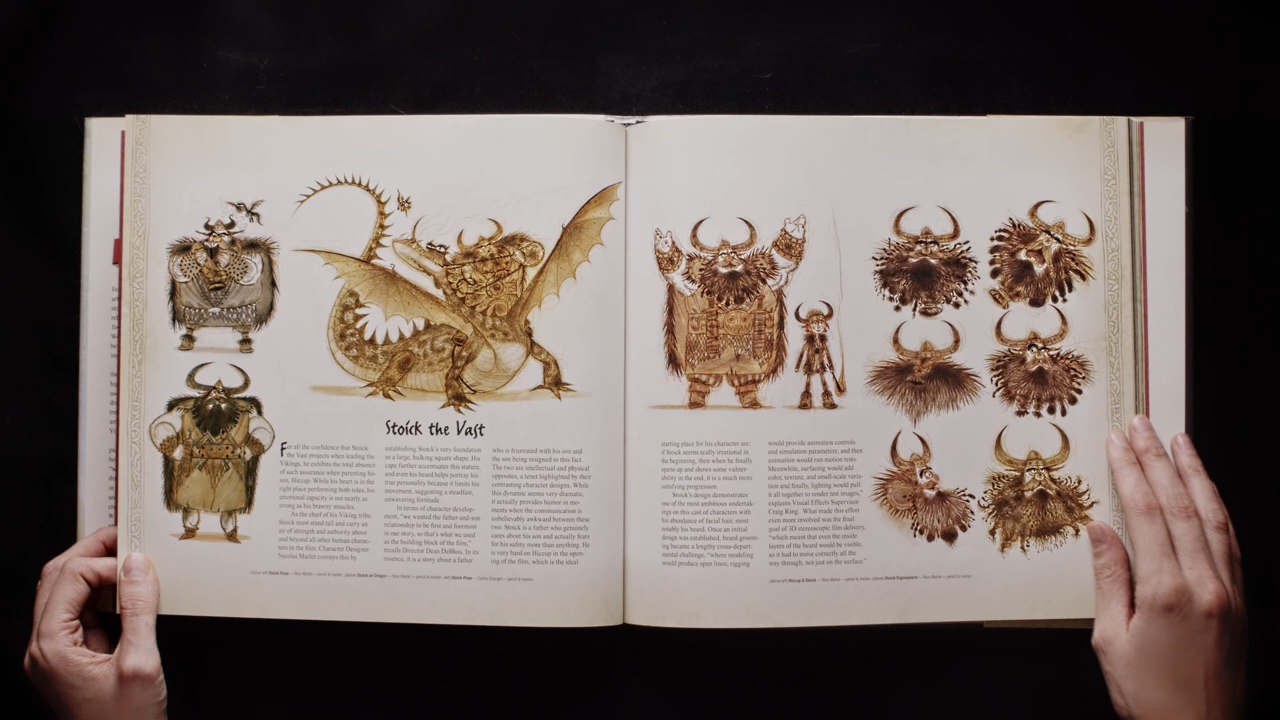 Stoick the Vast
For all the confidence that Stoick
the Vast projects when leading the
Vikings, he exhibits the total absence
of such assurance when parenting his
son, Hiccup. While his heart is in the
right place performing both roles, his
emotional capacity is not nearly as
strong as his brawny muscles.
As the chief of his Viking tribe,
Stoick must stand tall and carry an
air of strength and authority above
and beyond all other human charac-
ters in the film. Character Designer
Nicolas Marlet conveys this by
establishing Stoick's very foundation
as a large, hulking square shape. His
cape further accentuates this stature,
and even his beard helps portray his
true personality because it limits his
movement, suggesting a steadfast,
unwavering fortitude.
In terms of character develop-
ment, "we wanted the father-and-son
relationship to be first and foremost
in our story, so that's what we used
as the building block of the film,"
recalls Director Dean DeBlois. In its
essence, it is a story about a father
who is frustrated with his son and
the son being resigned to this fact.
The two are intellectual and physical
opposites, a tenet highlighted by their
contrasting character designs. While
this dynamic seems very dramatic,
it actually provides humor in mo-
ments when the communication is
unbelievably awkward between these
two. Stoick is a father who genuinely
cares about his son and actually fears
for his safety more than anything. He
is very hard on Hiccup in the open-
ing of the film, which is the ideal
starting place for his character arc:
if Stoick seems really irrational in
the beginning, then when he finally
opens up and shows some vulner-
ability in the end, it is a much more
satisfying progression.
Stoick's design demonstrates
one of the most ambitious undertak-
ings on this cast of characters with
his abundance of facial hair, most
notably his beard. Once an initial
design was established, beard groom-
ing became a lengthy cross-depart-
mental challenge, "where modeling
would produce span lines; rigging
would provide animation controls
and simulation parameters; and then
animation would run motion tests.
Meanwhile, surfacing would add
color, texture, and small-scale varia-
tion and finally, lighting would pull
it all together to render test images,"
explains Visual Effects Supervisor
Craig Ring. What made this effort
even more involved was the final
goal of 3D stereoscopic film delivery,
"which meant that even the inside
layers of the beard would be visible,
so it had to move correctly all the
way through, not just on the surface."